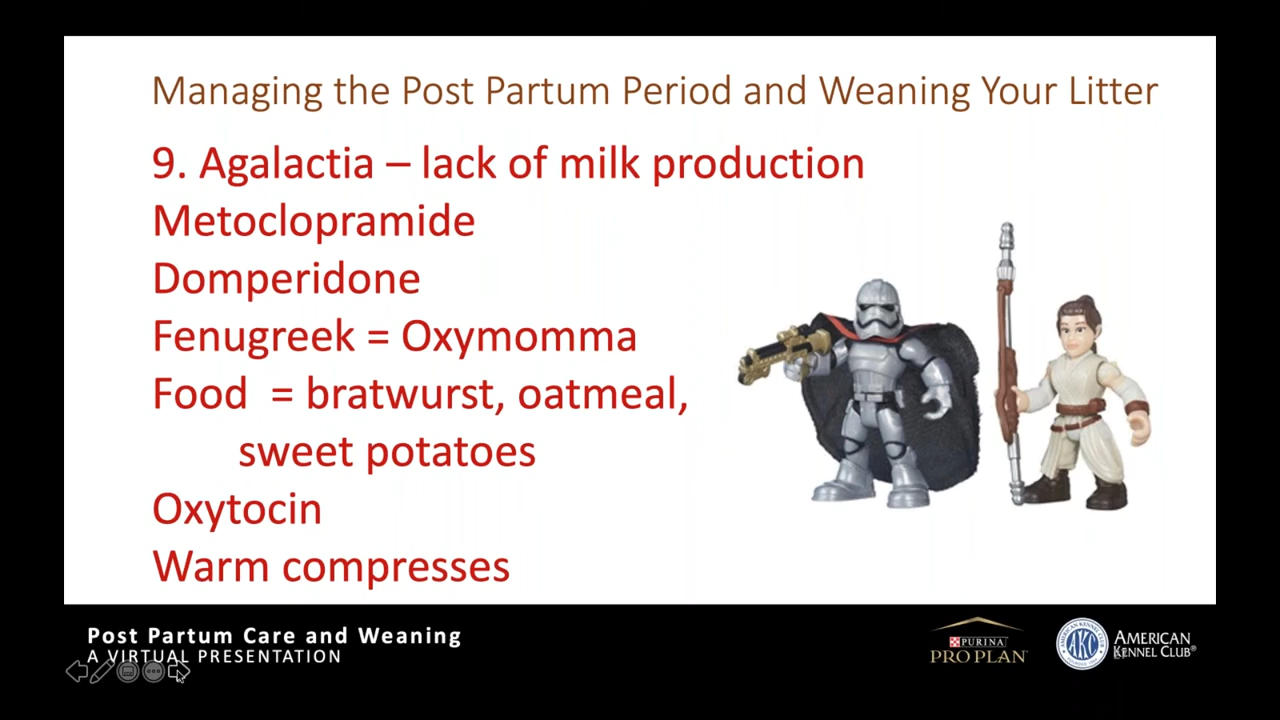 Managing the Post Partum Period and Weaning Your Litter
9. Agalactia – lack of milk production
Metoclopramide
Domperidone
Fenugreek = Oxymomma
Food = bratwurst, oatmeal,
sweet potatoes
Oxytocin
Warm compresses
Post Partum Care and Weaning
A VIRTUAL PRESENTATION
PURINA
PRO PLAN
AKC
AMERICAN
KENNEL CLUB®